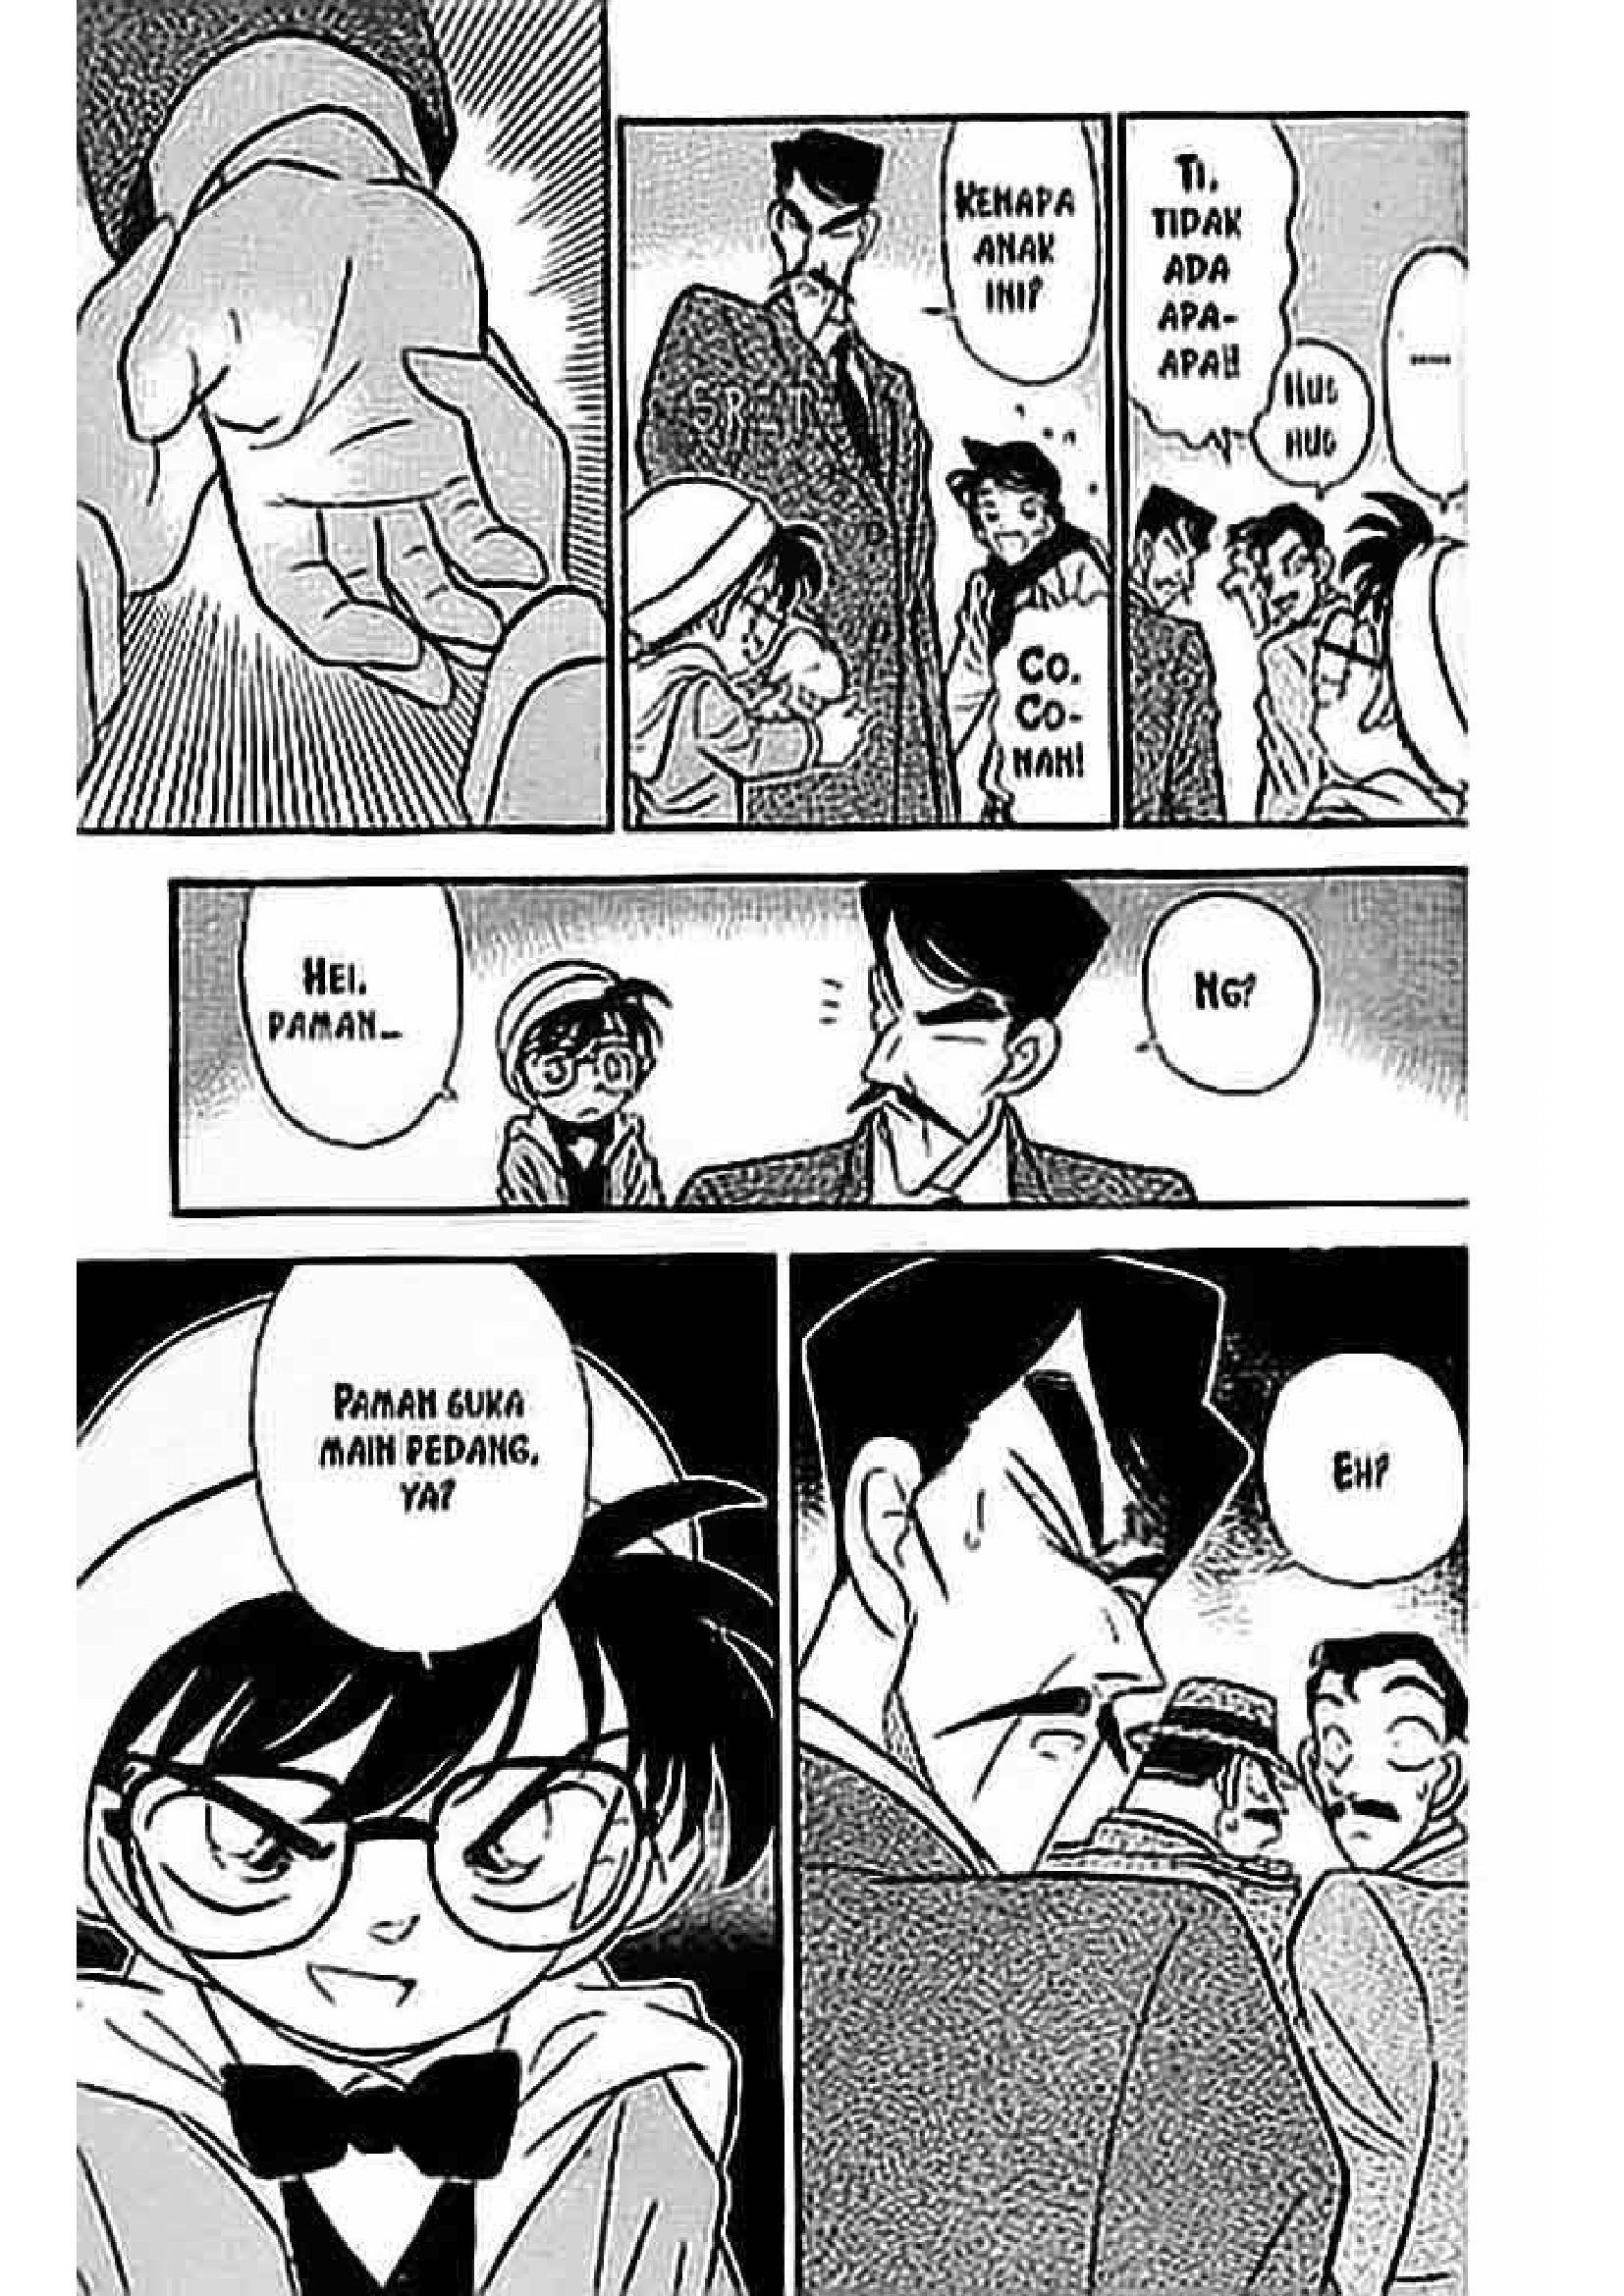 KENAPA
ANAK
INI?
SRET
CO.
CO-
NAN!
TI.
TIDAK
ADA
APA-
APA!!
HUG
HUG
HEI.
PAMAN...
NG?
PAMAN SUKA
MAIN PEDANG,
YA?
EH?